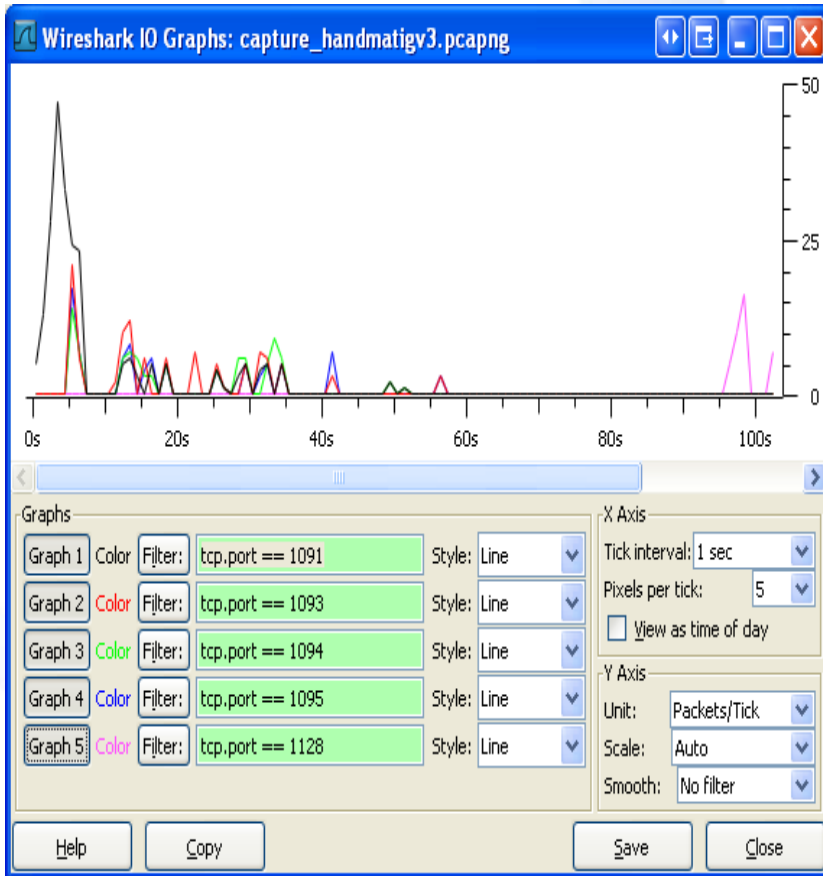 Wireshark IO Graphs: capture_handmatigv3.pcapng
50
25
0
0s 20s 40s 60s 80s 100s
Graphs
Graph 1 Color Filter: tcp.port == 1091 Style: Line
Graph 2 Color Filter: tcp.port == 1093 Style: Line
Graph 3 Color Filter: tcp.port == 1094 Style: Line
Graph 4 Color Filter: tcp.port == 1095 Style: Line
Graph 5 Color Filter: tcp.port == 1128 Style: Line
X Axis
Tick interval: 1 sec
Pixels per tick: 5
View as time of day
Y Axis
Unit: Packets/Tick
Scale: Auto
Smooth: No filter
Help Copy Save Close